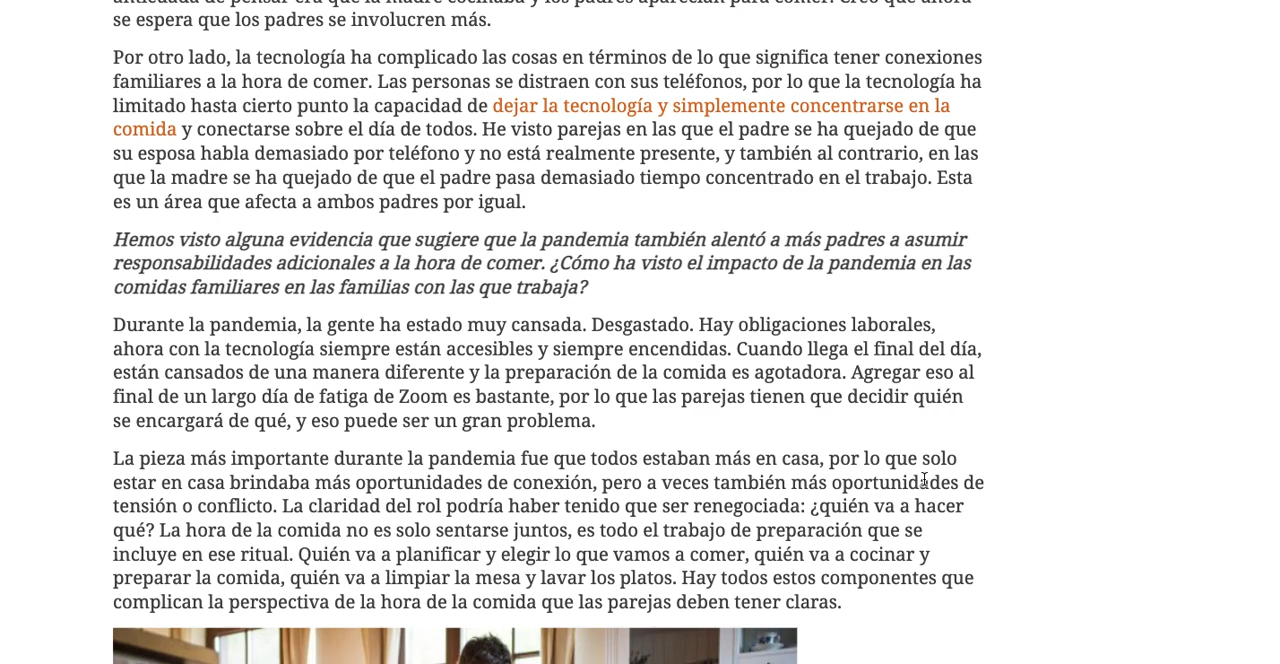 se espera que los padres se involucren más.
Por otro lado, la tecnología ha complicado las cosas en términos de lo que significa tener conexiones
familiares a la hora de comer. Las personas se distraen con sus teléfonos, por lo que la tecnología ha
limitado hasta cierto punto la capacidad de dejar la tecnología y simplemente concentrarse en la
comida y conectarse sobre el día de todos. He visto parejas en las que el padre se ha quejado de que
su esposa habla demasiado por teléfono y no está realmente presente, y también al contrario, en las
que la madre se ha quejado de que el padre pasa demasiado tiempo concentrado en el trabajo. Esta
es un área que afecta a ambos padres por igual.
Hemos visto alguna evidencia que sugiere que la pandemia también alentó a más padres a asumir
responsabilidades adicionales a la hora de comer. ¿Cómo ha visto el impacto de la pandemia en las
comidas familiares en las familias con las que trabaja?
Durante la pandemia, la gente ha estado muy cansada. Desgastado. Hay obligaciones laborales,
ahora con la tecnología siempre están accesibles y siempre encendidas. Cuando llega el final del día,
están cansados de una manera diferente y la preparación de la comida es agotadora. Agregar eso al
final de un largo día de fatiga de Zoom es bastante, por lo que las parejas tienen que decidir quién
se encargará de qué, y eso puede ser un gran problema.
La pieza más importante durante la pandemia fue que todos estaban más en casa, por lo que solo
estar en casa brindaba más oportunidades de conexión, pero a veces también más oportunidades de
tensión o conflicto. La claridad del rol podría haber tenido que ser renegociada: ¿quién va a hacer
qué? La hora de la comida no es solo sentarse juntos, es todo el trabajo de preparación que se
incluye en ese ritual. Quién va a planificar y elegir lo que vamos a comer, quién va a cocinar y
preparar la comida, quién va a limpiar la mesa y lavar los platos. Hay todos estos componentes que
complican la perspectiva de la hora de la comida que las parejas deben tener claras.